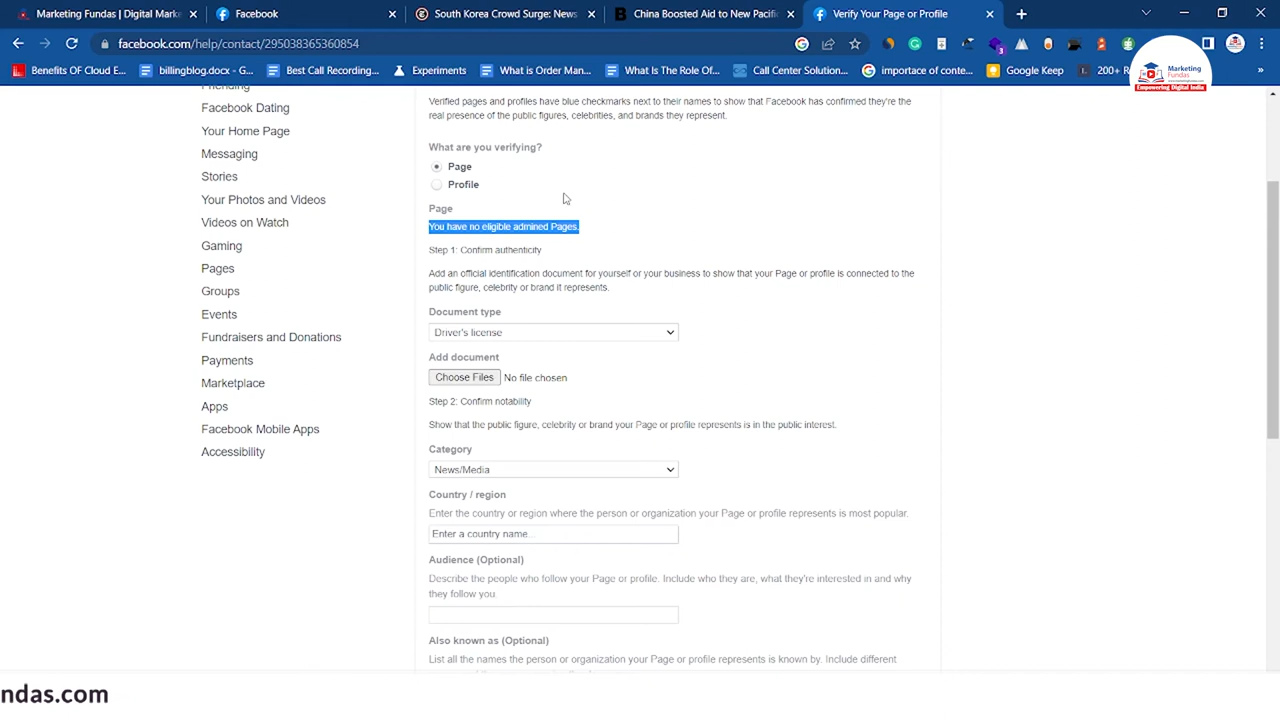 Marketing Fundas | Digital Marke
Facebook
South Korea Crowd Surge: News
China Boosted Aid to New Pacific
Verify Your Page or Profile
facebook.com/help/contact/295038365360854
Benefits OF Cloud E...
billingblog.docx - G...
Best Call Recording...
Experiments
What is Order Man...
What Is The Role Of...
Call Center Solution...
importace of conte...
Google Keep
200+ R
Marketing
Fundas
Empowering Digital India
Facebook Dating
Your Home Page
Messaging
Stories
Your Photos and Videos
Videos on Watch
Gaming
Pages
Groups
Events
Fundraisers and Donations
Payments
Marketplace
Apps
Facebook Mobile Apps
Accessibility
Verified pages and profiles have blue checkmarks next to their names to show that Facebook has confirmed they're the
real presence of the public figures, celebrities, and brands they represent.
What are you verifying?
Page
Profile
Page
You have no eligible admined Pages.
Step 1: Confirm authenticity
Add an official identification document for yourself or your business to show that your Page or profile is connected to the
public figure, celebrity or brand it represents.
Document type
Driver's license
Add document
Choose Files No file chosen
Step 2: Confirm notability
Show that the public figure, celebrity or brand your Page or profile represents is in the public interest.
Category
News/Media
Country / region
Enter the country or region where the person or organization your Page or profile represents is most popular.
Enter a country name...
Audience (Optional)
Describe the people who follow your Page or profile. Include who they are, what they're interested in and why
they follow you.
Also known as (Optional)
List all the names the person or organization your Page or profile represents is known by. Include different
ndas.com